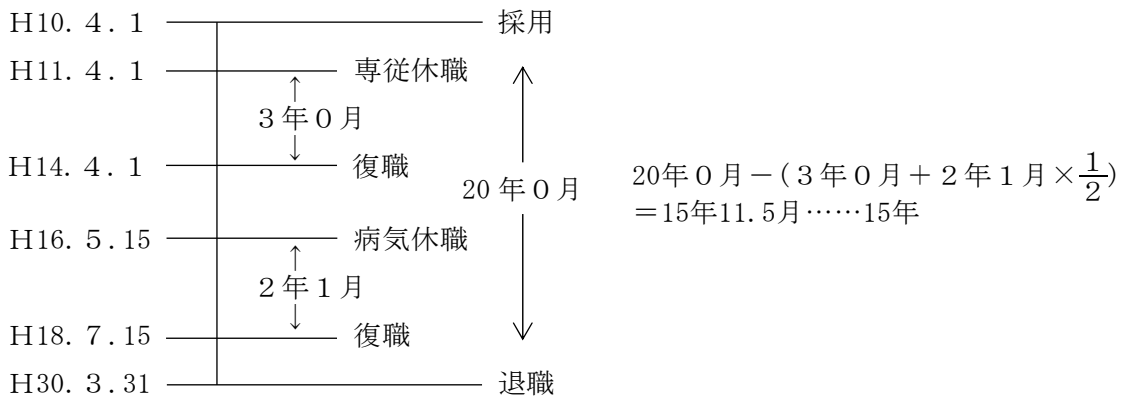 H10. 4. 1 採用
H11. 4. 1 専従休職
３年０月
H14. 4. 1 復職
20年０月
20年０月－(３年０月＋２年１月×1/2)
＝15年11.5月……15年
H16. 5.15 病気休職
２年１月
H18. 7.15 復職
H30. 3.31 退職